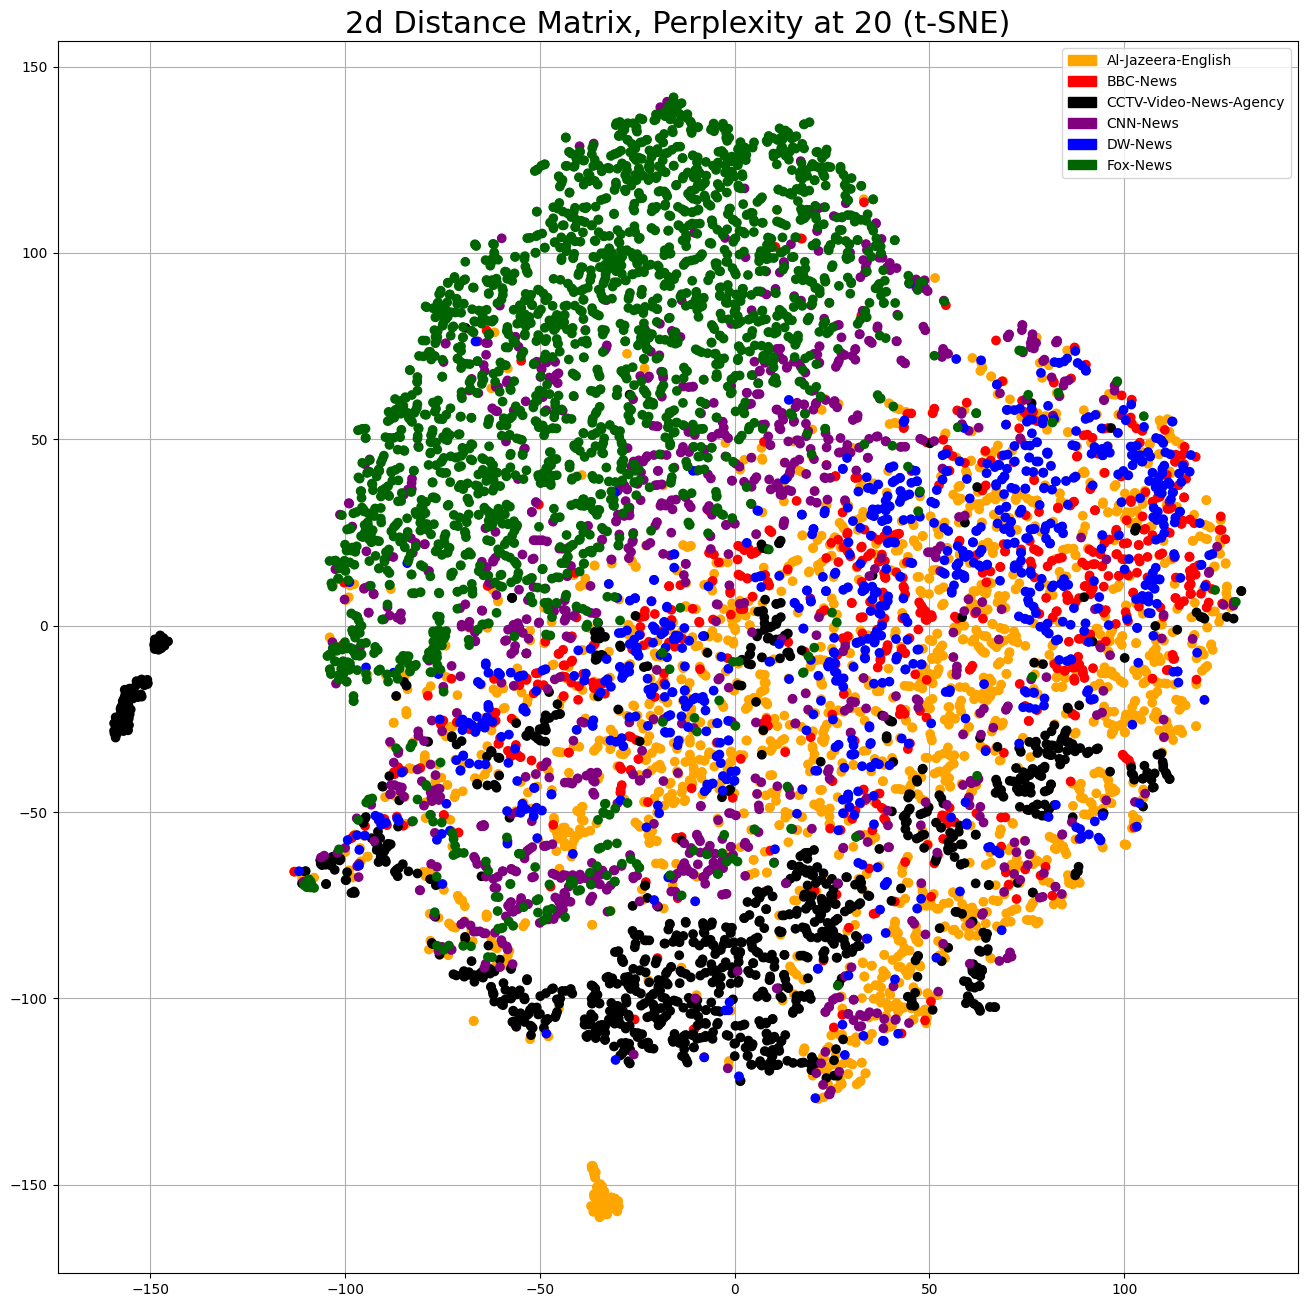 2d Distance Matrix, Perplexity at 20 (t-SNE)
Al-Jazeera-English
BBC-News
CCTV-Video-News-Agency
CNN-News
DW-News
Fox-News
150
100
50
0
−50
−100
−150
−150 −100 −50 0 50 100